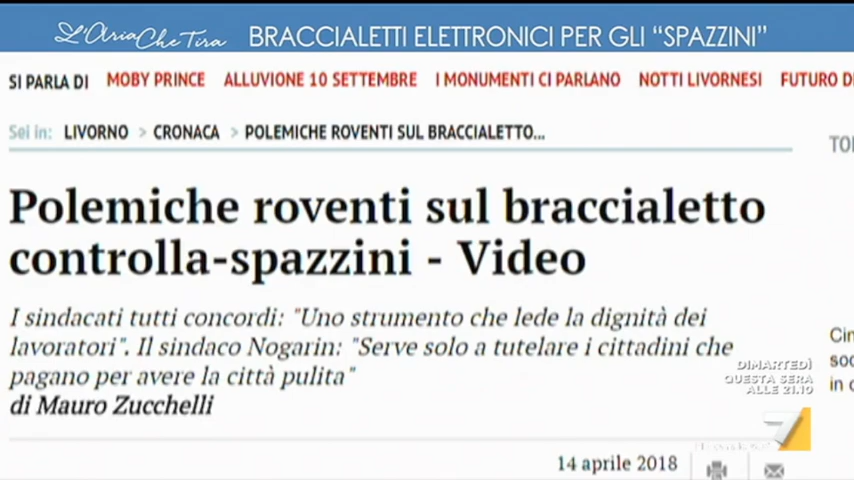 L'Aria Che Tira BRACCIALETTI ELETTRONICI PER GLI “SPAZZINI”
SI PARLA DI MOBY PRINCE ALLUVIONE 10 SETTEMBRE I MONUMENTI CI PARLANO NOTTI LIVORNESI FUTURO
Sei in: LIVORNO > CRONACA > POLEMICHE ROVENTI SUL BRACCIALETTO...
Polemiche roventi sul braccialetto
controlla-spazzini - Video
I sindacati tutti concordi: "Uno strumento che lede la dignità dei
lavoratori". Il sindaco Nogarin: "Serve solo a tutelare i cittadini che
pagano per avere la città pulita"
di Mauro Zucchelli
DIMARTEDÌ
QUESTA SERA
ALLE 21.10
7
14 aprile 2018